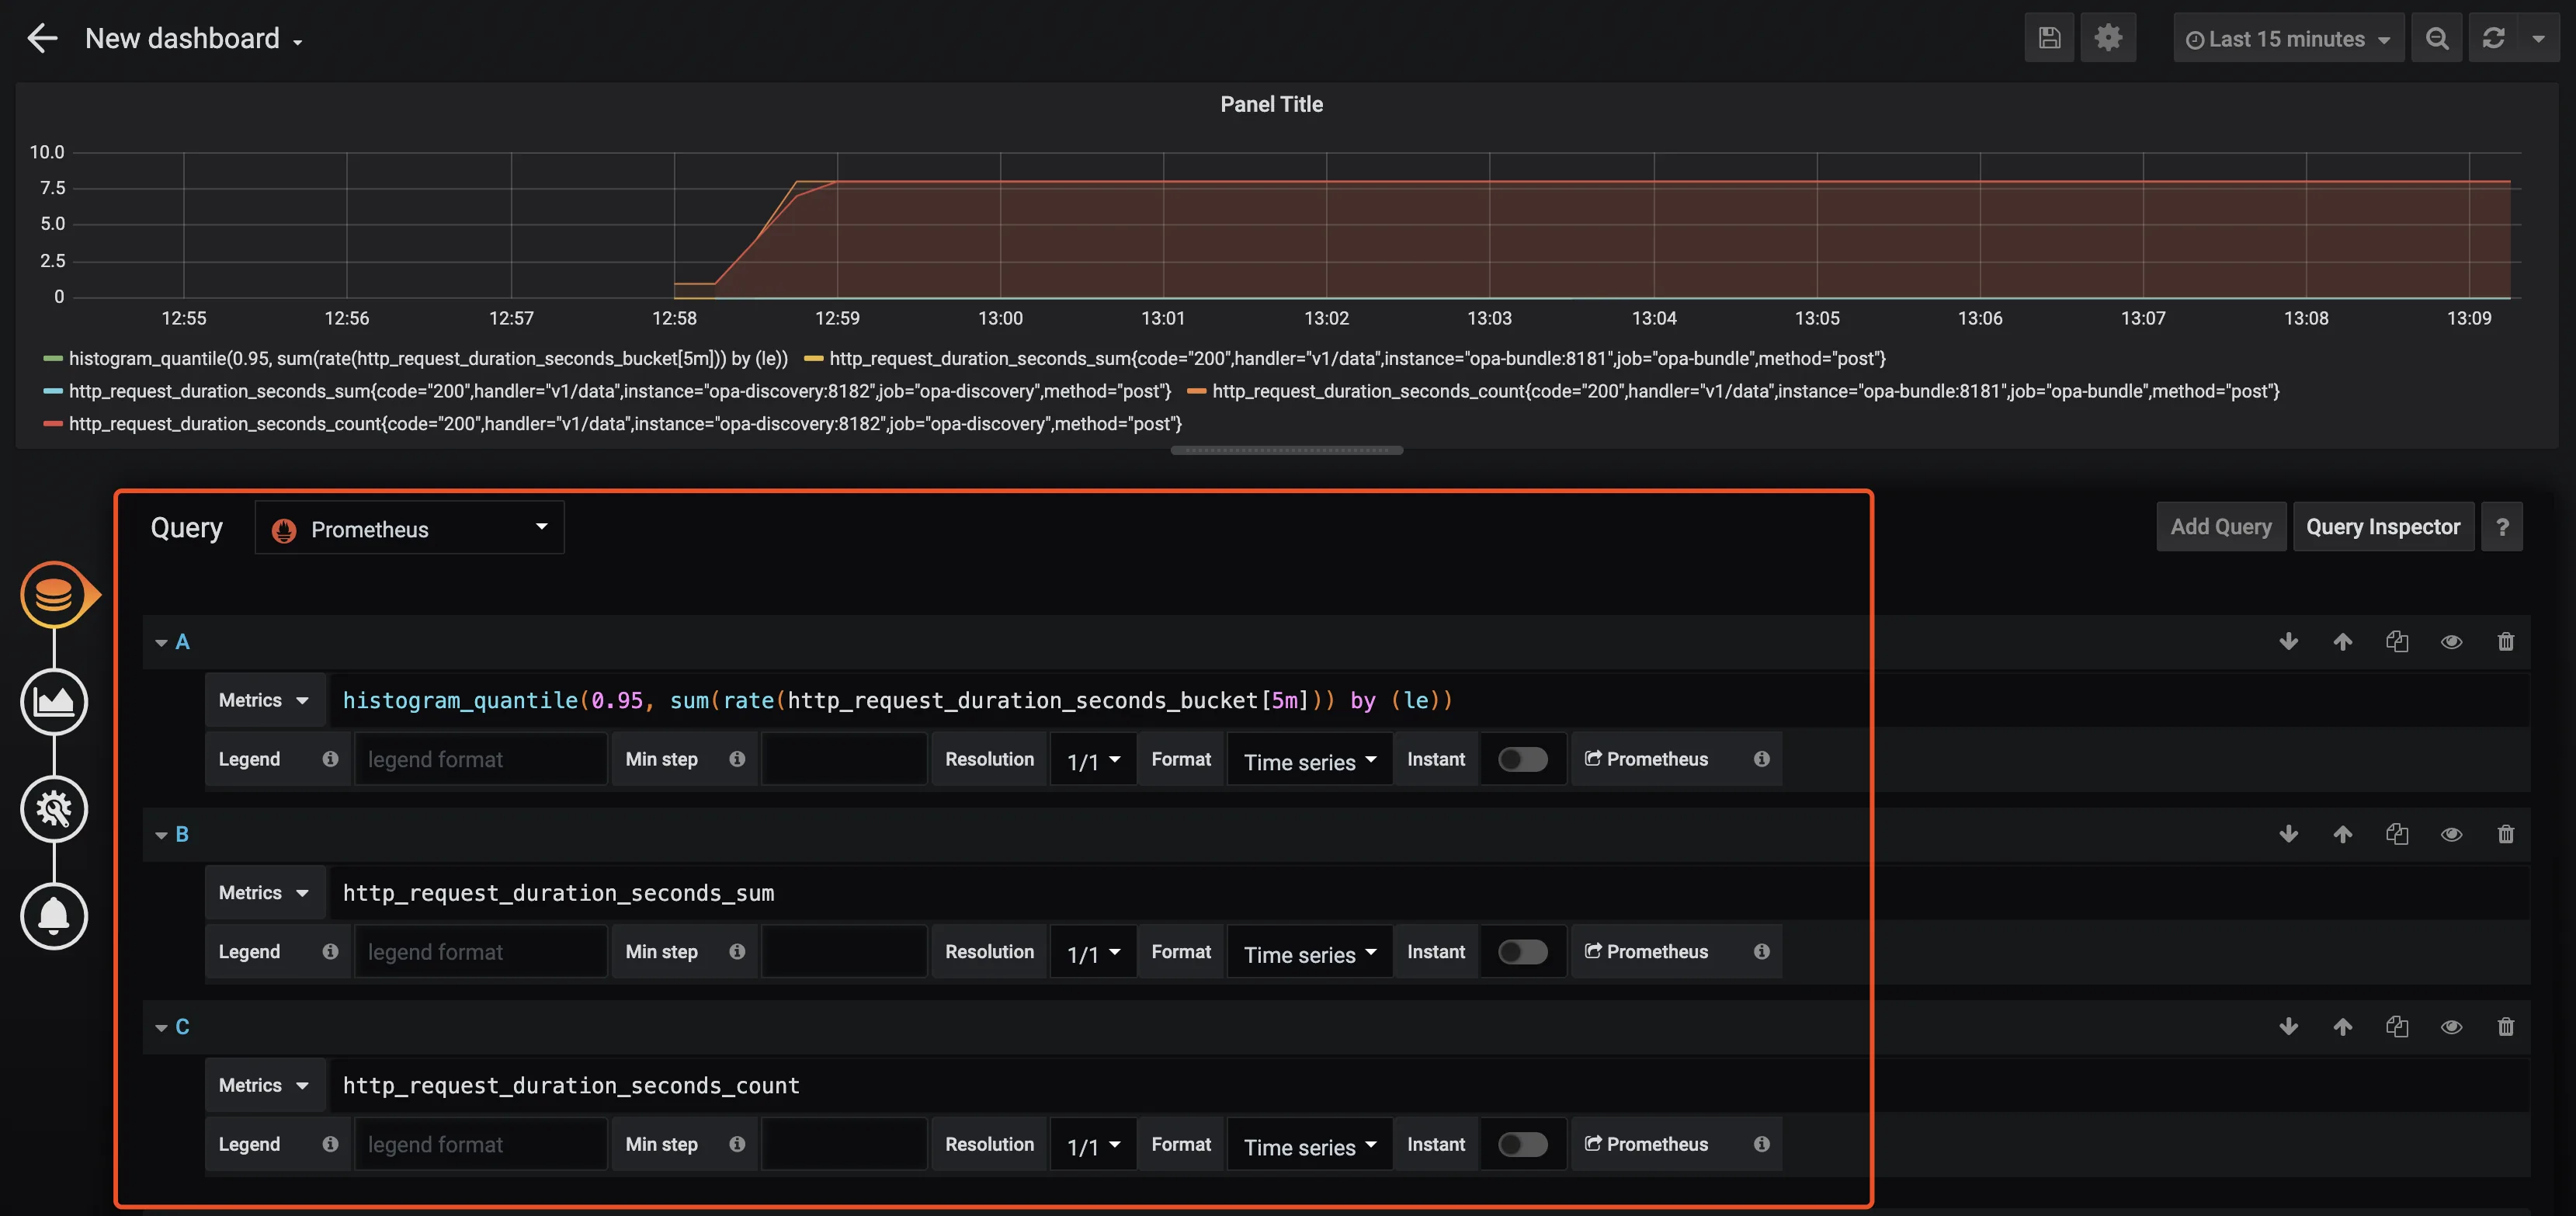 New dashboard
Last 15 minutes
Panel Title
10.0
7.5
5.0
2.5
0
12:55 12:56 12:57 12:58 12:59 13:00 13:01 13:02 13:03 13:04 13:05 13:06 13:07 13:08 13:09
histogram_quantile(0.95, sum(rate(http_request_duration_seconds_bucket[5m])) by (le)) http_request_duration_seconds_sum{code="200",handler="v1/data",instance="opa-bundle:8181",job="opa-bundle",method="post"}
http_request_duration_seconds_sum{code="200",handler="v1/data",instance="opa-discovery:8182",job="opa-discovery",method="post"} http_request_duration_seconds_count{code="200",handler="v1/data",instance="opa-bundle:8181",job="opa-bundle",method="post"}
http_request_duration_seconds_count{code="200",handler="v1/data",instance="opa-discovery:8182",job="opa-discovery",method="post"}
Query Prometheus Add Query Query Inspector ?
A
Metrics histogram_quantile(0.95, sum(rate(http_request_duration_seconds_bucket[5m])) by (le))
Legend legend format Min step Resolution 1/1 Format Time series Instant Prometheus
B
Metrics http_request_duration_seconds_sum
Legend legend format Min step Resolution 1/1 Format Time series Instant Prometheus
C
Metrics http_request_duration_seconds_count
Legend legend format Min step Resolution 1/1 Format Time series Instant Prometheus